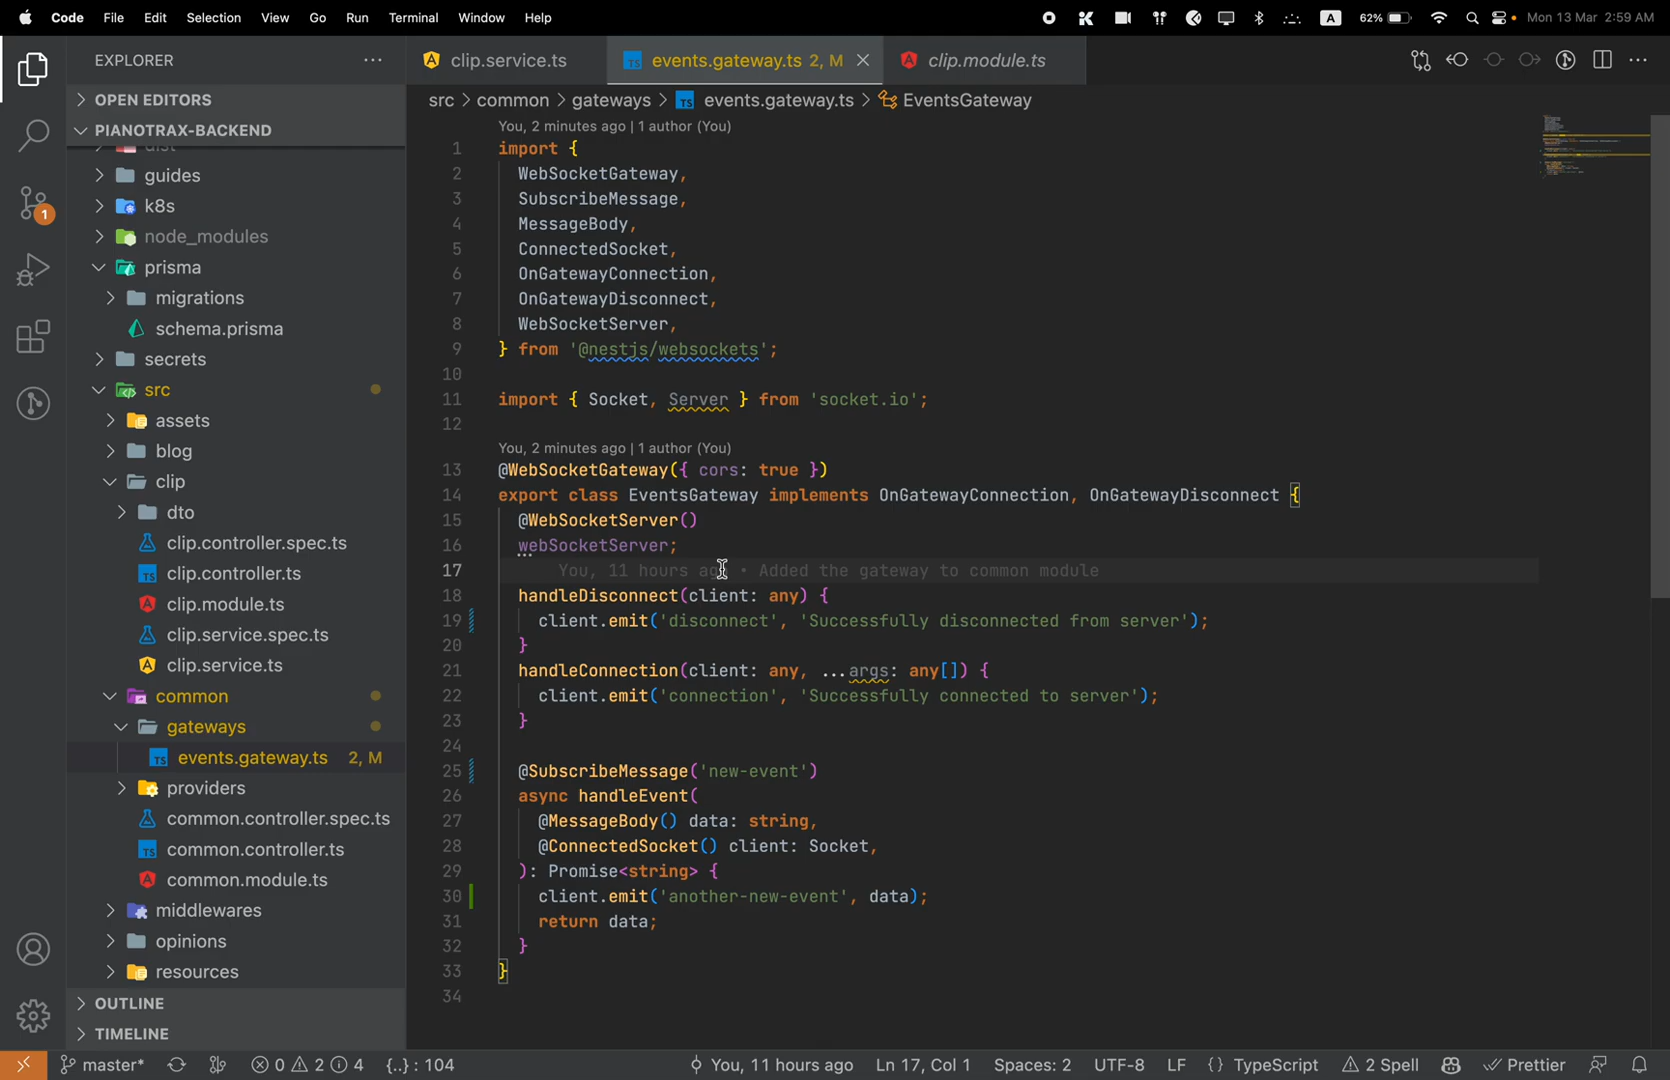 Code File Edit Selection View Go Run Terminal Window Help A 62% Mon 13 Mar 2:59 AM
EXPLORER
OPEN EDITORS
PIANOTRAX-BACKEND
dist
guides
k8s
node_modules
prisma
migrations
schema.prisma
secrets
src
assets
blog
clip
dto
clip.controller.spec.ts
clip.controller.ts
clip.module.ts
clip.service.spec.ts
clip.service.ts
common
gateways
events.gateway.ts 2, M
providers
common.controller.spec.ts
common.controller.ts
common.module.ts
middlewares
opinions
resources
OUTLINE
TIMELINE
1
clip.service.ts events.gateway.ts 2, M clip.module.ts
src > common > gateways > TS events.gateway.ts > EventsGateway
You, 2 minutes ago | 1 author (You)
1 import {
2 WebSocketGateway,
3 SubscribeMessage,
4 MessageBody,
5 ConnectedSocket,
6 OnGatewayConnection,
7 OnGatewayDisconnect,
8 WebSocketServer,
9 } from '@nestjs/websockets';
10
11 import { Socket, Server } from 'socket.io';
12
You, 2 minutes ago | 1 author (You)
13 @WebSocketGateway({ cors: true })
14 export class EventsGateway implements OnGatewayConnection, OnGatewayDisconnect {
15 @WebSocketServer()
16 webSocketServer;
17 You, 11 hours ago • Added the gateway to common module
18 handleDisconnect(client: any) {
19 client.emit('disconnect', 'Successfully disconnected from server');
20 }
21 handleConnection(client: any, ...args: any[]) {
22 client.emit('connection', 'Successfully connected to server');
23 }
24
25 @SubscribeMessage('new-event')
26 async handleEvent(
27 @MessageBody() data: string,
28 @ConnectedSocket() client: Socket,
29 ): Promise<string> {
30 client.emit('another-new-event', data);
31 return data;
32 }
33 }
34
master* 0 2 4 {..} : 104 You, 11 hours ago Ln 17, Col 1 Spaces: 2 UTF-8 LF {} TypeScript 2 Spell Prettier